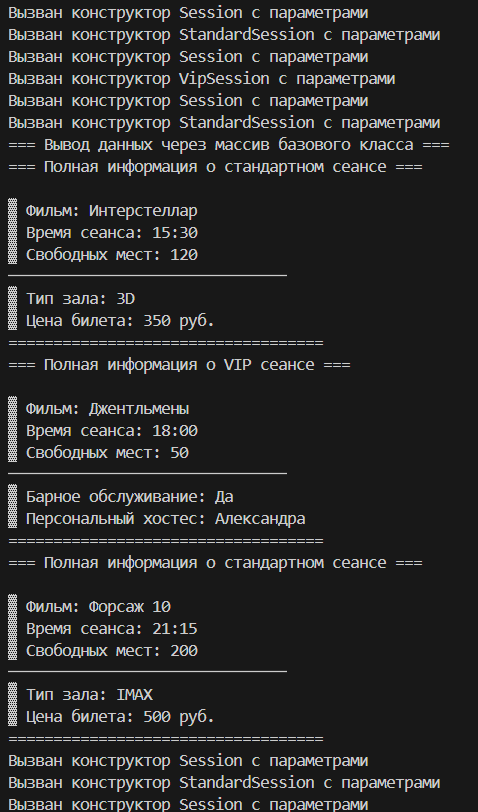 Вызван конструктор Session с параметрами
Вызван конструктор StandardSession с параметрами
Вызван конструктор Session с параметрами
Вызван конструктор VipSession с параметрами
Вызван конструктор Session с параметрами
Вызван конструктор StandardSession с параметрами
=== Вывод данных через массив базового класса ===
=== Полная информация о стандартном сеансе ===
▒ Фильм: Интерстеллар
▒ Время сеанса: 15:30
▒ Свободных мест: 120
───────────────────────────────
▒ Тип зала: 3D
▒ Цена билета: 350 руб.
===================================
=== Полная информация о VIP сеансе ===
▒ Фильм: Джентльмены
▒ Время сеанса: 18:00
▒ Свободных мест: 50
───────────────────────────────
▒ Барное обслуживание: Да
▒ Персональный хостес: Александра
===================================
=== Полная информация о стандартном сеансе ===
▒ Фильм: Форсаж 10
▒ Время сеанса: 21:15
▒ Свободных мест: 200
───────────────────────────────
▒ Тип зала: IMAX
▒ Цена билета: 500 руб.
===================================
Вызван конструктор Session с параметрами
Вызван конструктор StandardSession с параметрами
Вызван конструктор Session с параметрами